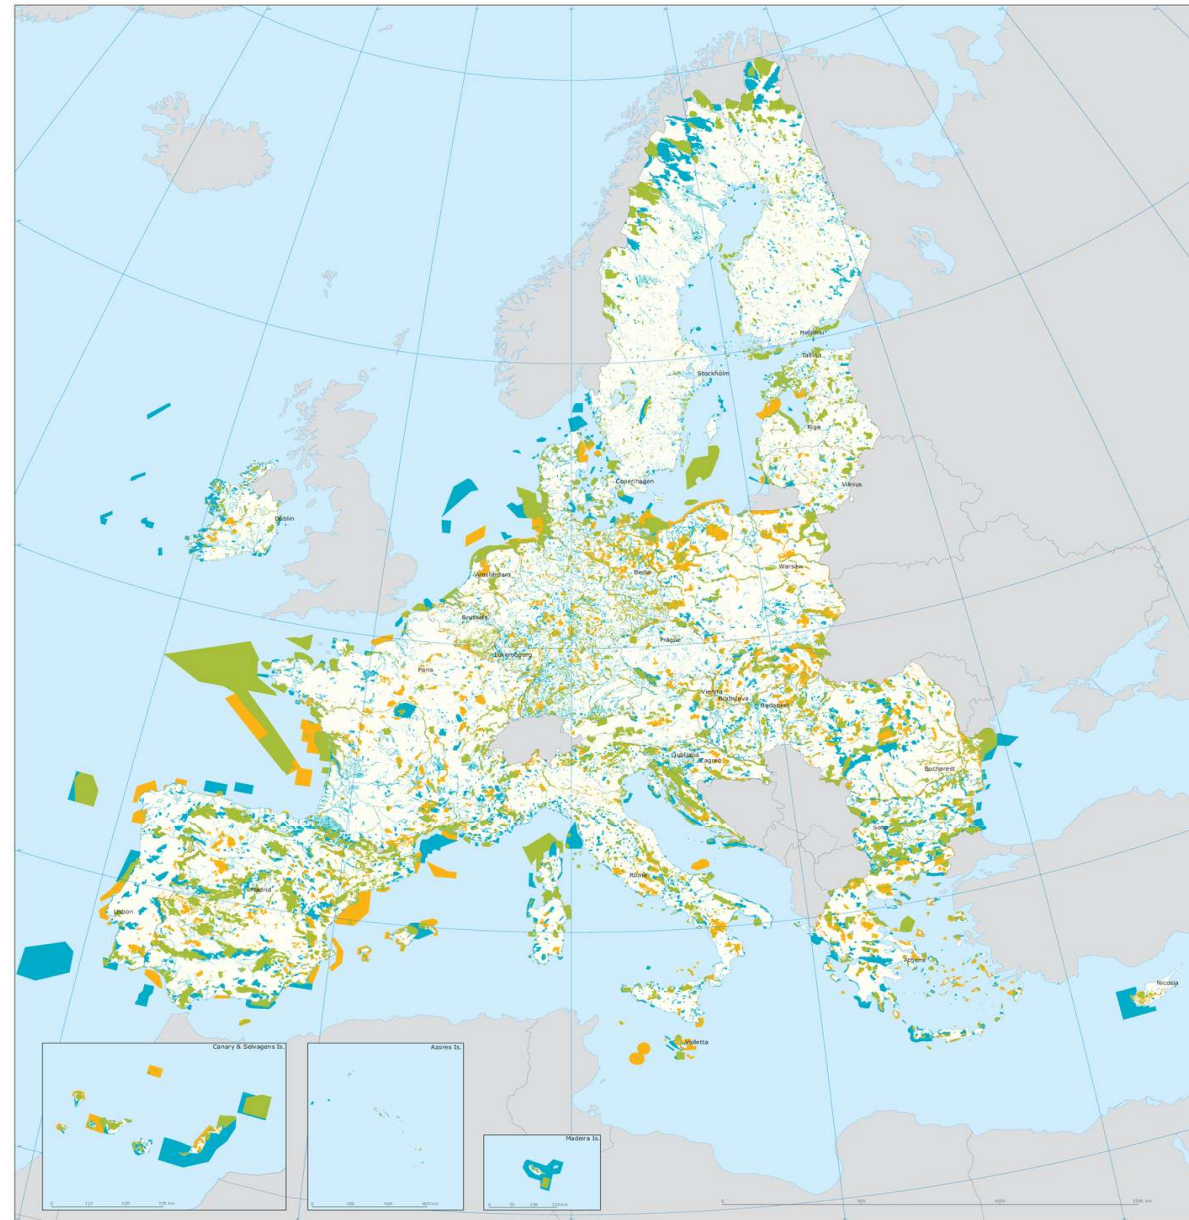 Helsinki
Tallinn
Stockholm
Riga
Copenhagen
Vilnius
Dublin
Amsterdam
Berlin
Warsaw
Brussels
Prague
Luxembourg
Paris
Vienna
Bratislava
Budapest
Ljubljana
Zagreb
Bucharest
Sofia
Rome
Madrid
Lisbon
Athens
Nicosia
Valletta
Canary & Selvagens Is.
Azores Is.
Madeira Is.